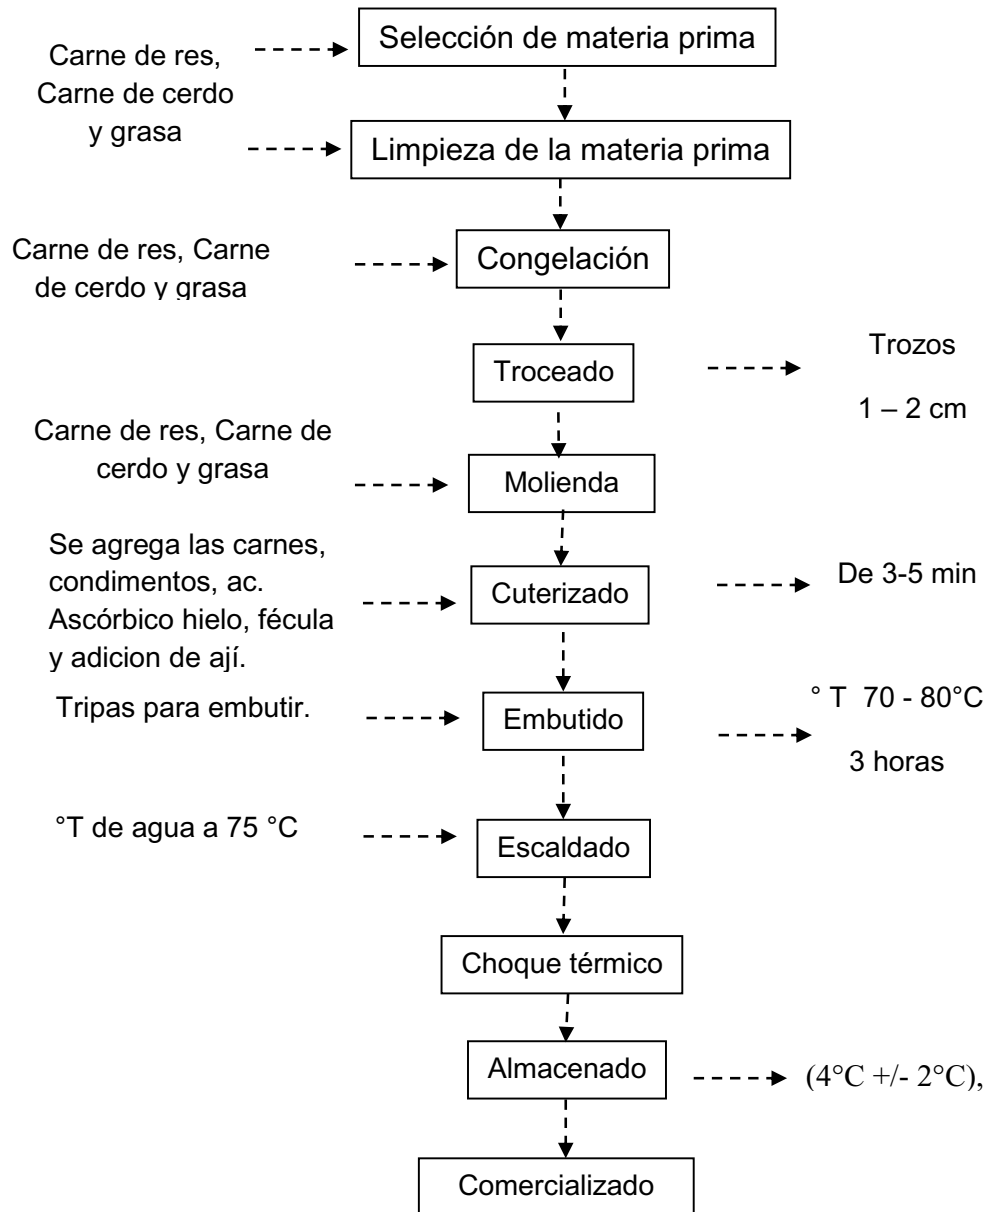 Selección de materia prima
Carne de res,
Carne de cerdo
y grasa
Limpieza de la materia prima
Carne de res, Carne
de cerdo y grasa
Congelación
Troceado
Trozos
1 – 2 cm
Carne de res, Carne de
cerdo y grasa
Molienda
Se agrega las carnes,
condimentos, ac.
Ascórbico hielo, fécula
y adicion de ají.
Cuterizado
De 3-5 min
Tripas para embutir.
Embutido
° T 70 - 80°C
3 horas
°T de agua a 75 °C
Escaldado
Choque térmico
Almacenado
(4°C +/- 2°C),
Comercializado